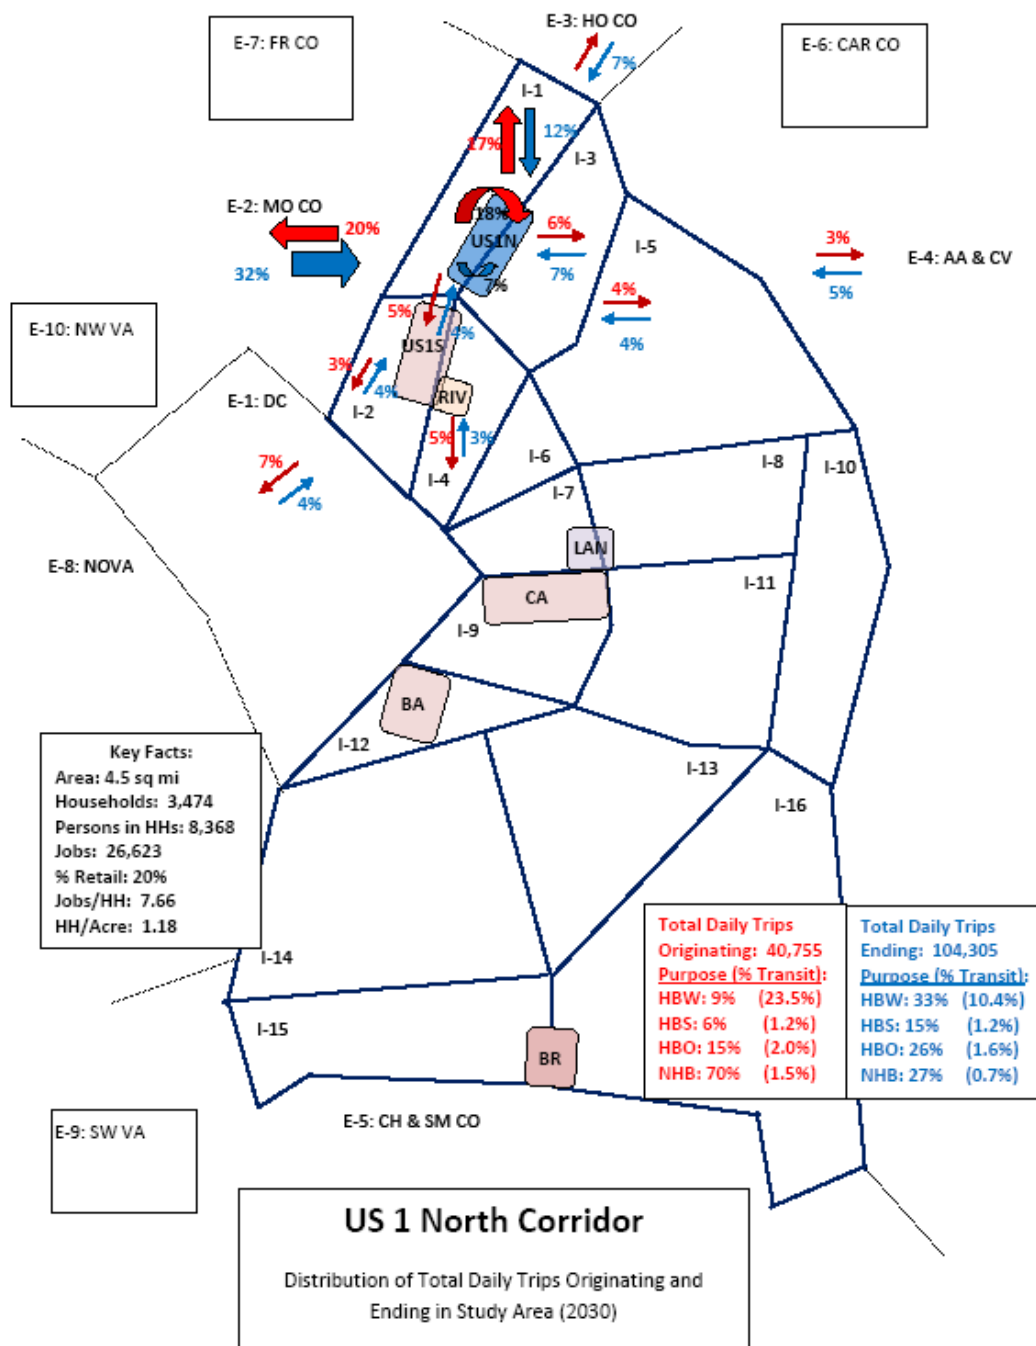 E-3: HO CO
E-7: FR CO
E-6: CAR CO
7%
I-1
12%
17%
I-3
E-2: MO CO
20%
32%
18%
US1N
7%
6%
7%
I-5
3%
5%
E-4: AA & CV
4%
4%
5%
4%
E-10: NW VA
US1S
3%
4%
RIV
E-1: DC
I-2
5%
3%
7%
4%
I-4
I-6
I-7
I-8
I-10
E-8: NOVA
LAN
CA
I-11
I-9
BA
I-12
I-13
I-16
Key Facts:
Area: 4.5 sq mi
Households: 3,474
Persons in HHs: 8,368
Jobs: 26,623
% Retail: 20%
Jobs/HH: 7.66
HH/Acre: 1.18
I-14
Total Daily Trips
Originating: 40,755
Purpose (% Transit):
HBW: 9% (23.5%)
HBS: 6% (1.2%)
HBO: 15% (2.0%)
NHB: 70% (1.5%)
Total Daily Trips
Ending: 104,305
Purpose (% Transit):
HBW: 33% (10.4%)
HBS: 15% (1.2%)
HBO: 26% (1.6%)
NHB: 27% (0.7%)
I-15
BR
E-5: CH & SM CO
E-9: SW VA
US 1 North Corridor
Distribution of Total Daily Trips Originating and
Ending in Study Area (2030)